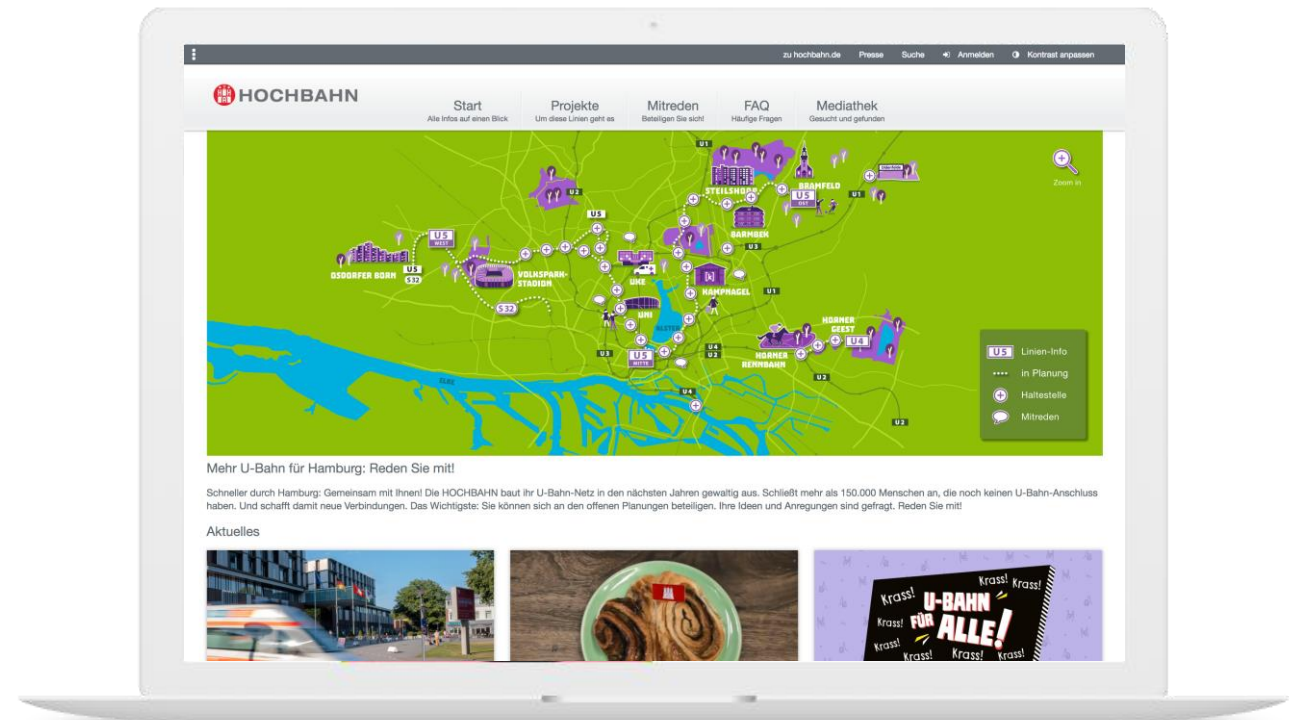 zu hochbahn.de Presse Suche Anmelden Kontrast anpassen
HOCHBAHN
Start Projekte Mitreden FAQ Mediathek
Alle Infos auf einen Blick Um diese Linien geht es Beteiligen Sie sich! Häufige Fragen Gesucht und gefunden
U1
STEILSHOOP
BRAMFELD
Zoom in
U2
U5
OST
U1
U5
BARMBEK
U5
WEST
U3
OSDORFER BORN
U5
S32
VOLKSPARK-
STADION
UKE
[k]
KAMPNAGEL
U1
S32
UNI
ALSTER
HORNER
GEEST
U4
U3
U5
MITTE
U4
U2
HORNER
RENNBAHN
U2
ELBE
U4
U2
U5 Linien-Info
in Planung
Haltestelle
Mitreden
Mehr U-Bahn für Hamburg: Reden Sie mit!
Schneller durch Hamburg: Gemeinsam mit Ihnen! Die HOCHBAHN baut ihr U-Bahn-Netz in den nächsten Jahren gewaltig aus. Schließt mehr als 150.000 Menschen an, die noch keinen U-Bahn-Anschluss
haben. Und schafft damit neue Verbindungen. Das Wichtigste: Sie können sich an den offenen Planungen beteiligen. Ihre Ideen und Anregungen sind gefragt. Reden Sie mit!
Aktuelles
Krass! Krass!
Krass!
U-BAHN
FÜR
ALLE!
Krass!
Krass!
Krass! Krass! Krass!